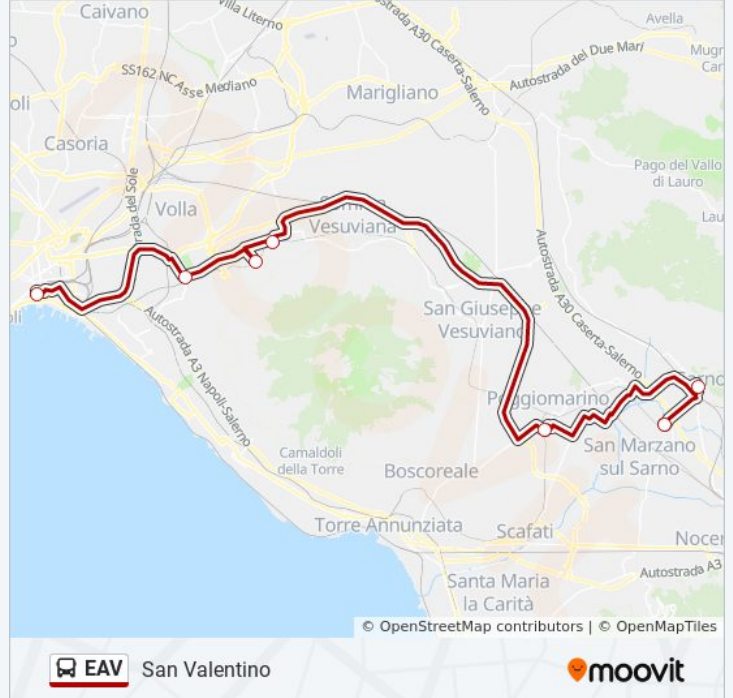 Caivano
Villa Literno
Autostrada A30 Caserta-Salerno
Avella
SS162 NC Asse Mediano
Autostrada del Due Mari
Marigliano
Casoria
Pago del Vallo
di Lauro
Volla
Vesuviana
Autostrada A30 Caserta-Salerno
San Giuseppe
Vesuviano
Autostrada A3 Napoli-Salerno
Poggiomarino
San Marzano
sul Sarno
Camaldoli
della Torre
Boscoreale
Torre Annunziata
Scafati
Autostrada A3
Santa Maria
la Carità
© OpenStreetMap contributors | © OpenMapTiles
EAV San Valentino
moovit